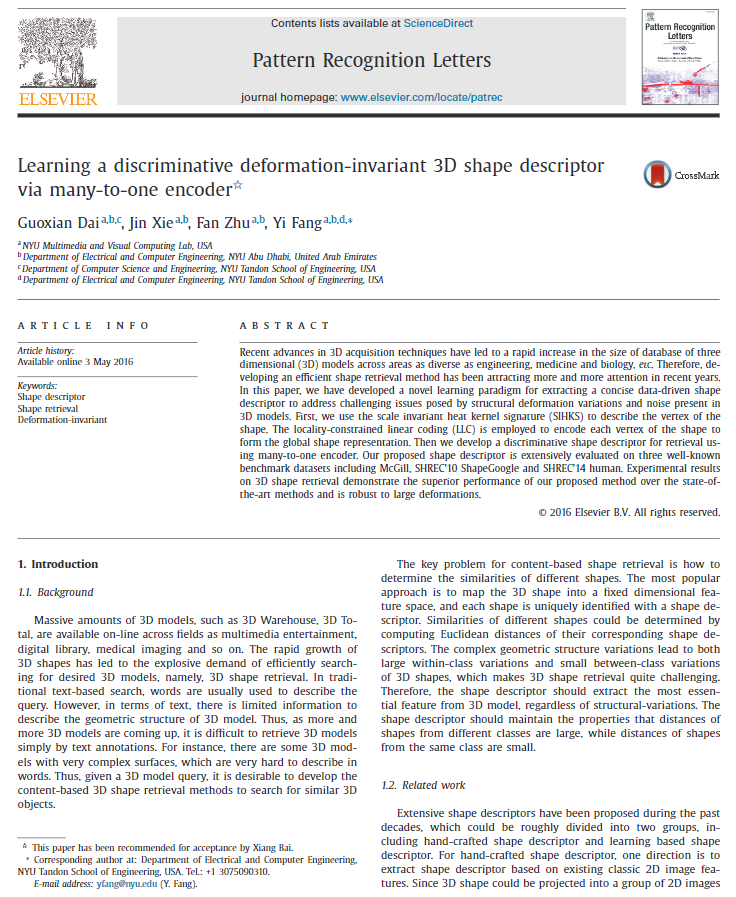 Contents lists available at ScienceDirect
Pattern Recognition Letters
journal homepage: www.elsevier.com/locate/patrec
ELSEVIER
Pattern Recognition
Letters
Learning a discriminative deformation-invariant 3D shape descriptor
via many-to-one encoder☆
CrossMark
Guoxian Dai a,b,c, Jin Xie a,b, Fan Zhu a,b, Yi Fang a,b,d,∗
a NYU Multimedia and Visual Computing Lab, USA
b Department of Electrical and Computer Engineering, NYU Abu Dhabi, United Arab Emirates
c Department of Computer Science and Engineering, NYU Tandon School of Engineering, USA
d Department of Electrical and Computer Engineering, NYU Tandon School of Engineering, USA
ARTICLE INFO
Article history:
Available online 3 May 2016
Keywords:
Shape descriptor
Shape retrieval
Deformation-invariant
ABSTRACT
Recent advances in 3D acquisition techniques have led to a rapid increase in the size of database of three
dimensional (3D) models across areas as diverse as engineering, medicine and biology, etc. Therefore, de-
veloping an efficient shape retrieval method has been attracting more and more attention in recent years.
In this paper, we have developed a novel learning paradigm for extracting a concise data-driven shape
descriptor to address challenging issues posed by structural deformation variations and noise present in
3D models. First, we use the scale invariant heat kernel signature (SIHKS) to describe the vertex of the
shape. The locality-constrained linear coding (LLC) is employed to encode each vertex of the shape to
form the global shape representation. Then we develop a discriminative shape descriptor for retrieval us-
ing many-to-one encoder. Our proposed shape descriptor is extensively evaluated on three well-known
benchmark datasets including McGill, SHREC'10 ShapeGoogle and SHREC'14 human. Experimental results
on 3D shape retrieval demonstrate the superior performance of our proposed method over the state-of-
the-art methods and is robust to large deformations.
© 2016 Elsevier B.V. All rights reserved.
1. Introduction
1.1. Background
Massive amounts of 3D models, such as 3D Warehouse, 3D To-
tal, are available on-line across fields as multimedia entertainment,
digital library, medical imaging and so on. The rapid growth of
3D shapes has led to the explosive demand of efficiently search-
ing for desired 3D models, namely, 3D shape retrieval. In tradi-
tional text-based search, words are usually used to describe the
query. However, in terms of text, there is limited information to
describe the geometric structure of 3D model. Thus, as more and
more 3D models are coming up, it is difficult to retrieve 3D models
simply by text annotations. For instance, there are some 3D mod-
els with very complex surfaces, which are very hard to describe in
words. Thus, given a 3D model query, it is desirable to develop the
content-based 3D shape retrieval methods to search for similar 3D
objects.
☆ This paper has been recommended for acceptance by Xiang Bai.
∗ Corresponding author at: Department of Electrical and Computer Engineering,
NYU Tandon School of Engineering, USA. Tel.: +1 3075090310.
E-mail address: yfang@nyu.edu (Y. Fang).
The key problem for content-based shape retrieval is how to
determine the similarities of different shapes. The most popular
approach is to map the 3D shape into a fixed dimensional fea-
ture space, and each shape is uniquely identified with a shape de-
scriptor. Similarities of different shapes could be determined by
computing Euclidean distances of their corresponding shape de-
scriptors. The complex geometric structure variations lead to both
large within-class variations and small between-class variations
of 3D shapes, which makes 3D shape retrieval quite challenging.
Therefore, the shape descriptor should extract the most essen-
tial feature from 3D model, regardless of structural-variations. The
shape descriptor should maintain the properties that distances of
shapes from different classes are large, while distances of shapes
from the same class are small.
1.2. Related work
Extensive shape descriptors have been proposed during the past
decades, which could be roughly divided into two groups, in-
cluding hand-crafted shape descriptor and learning based shape
descriptor. For hand-crafted shape descriptor, one direction is to
extract shape descriptor based on existing classic 2D image fea-
tures. Since 3D shape could be projected into a group of 2D images